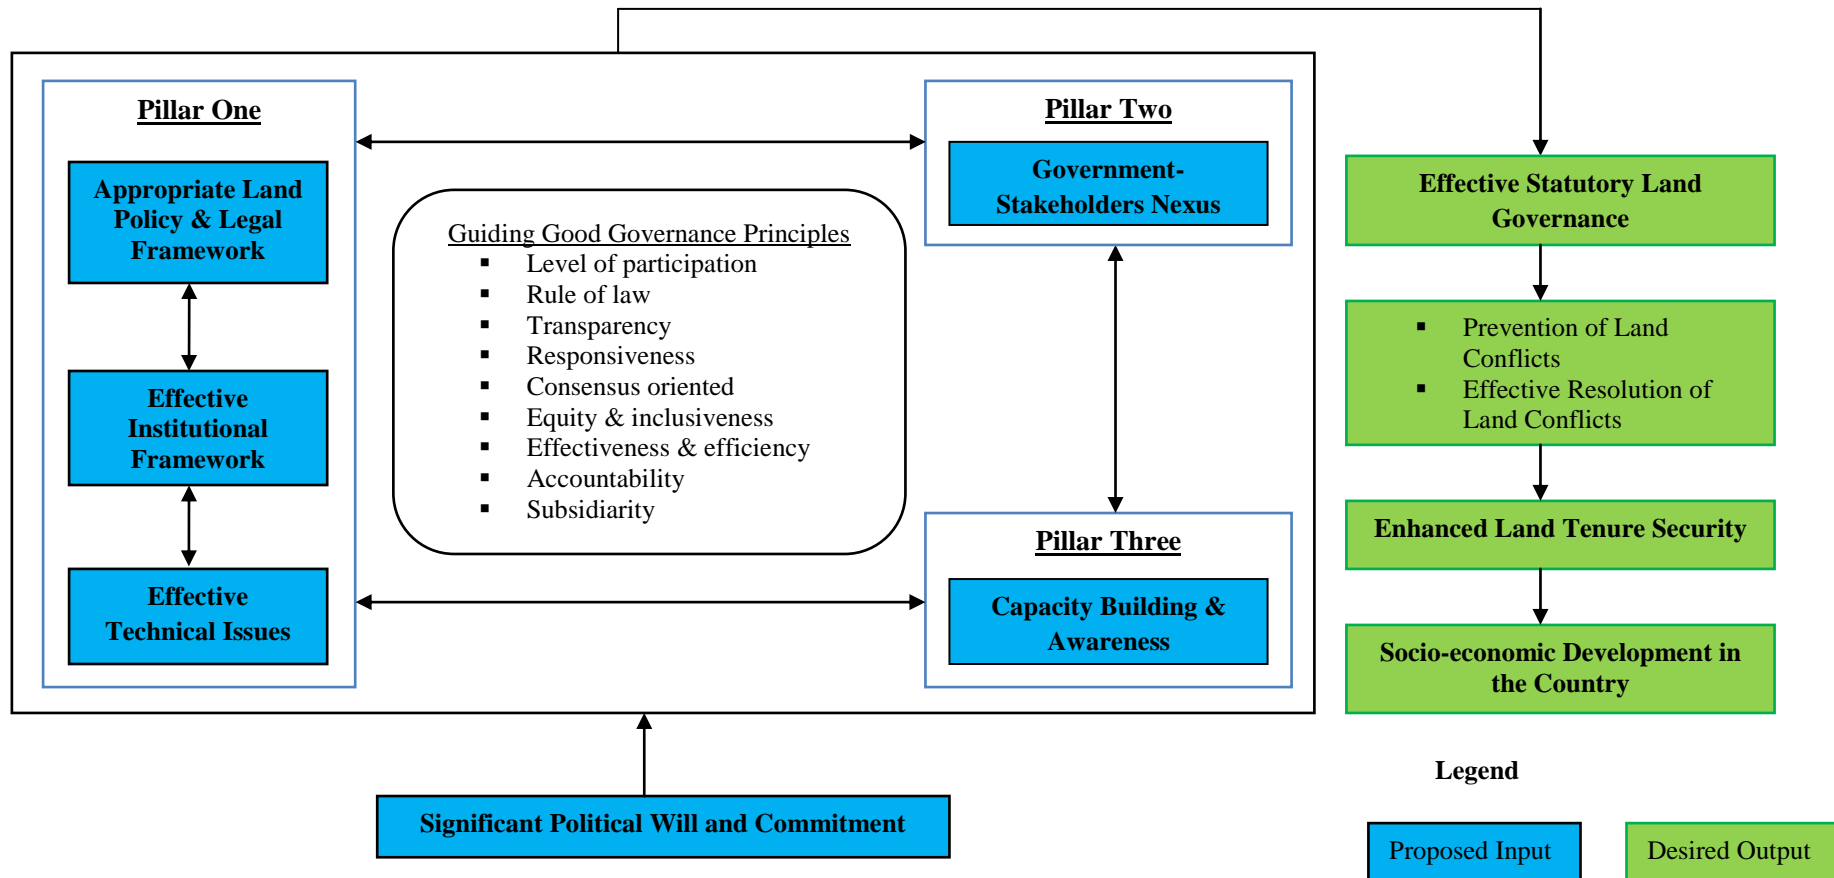 Pillar One
Appropriate Land
Policy & Legal
Framework
Effective
Institutional
Framework
Effective
Technical Issues
Guiding Good Governance Principles
▪ Level of participation
▪ Rule of law
▪ Transparency
▪ Responsiveness
▪ Consensus oriented
▪ Equity & inclusiveness
▪ Effectiveness & efficiency
▪ Accountability
▪ Subsidiarity
Pillar Two
Government-
Stakeholders Nexus
Pillar Three
Capacity Building &
Awareness
Significant Political Will and Commitment
Effective Statutory Land
Governance
▪ Prevention of Land
Conflicts
▪ Effective Resolution of
Land Conflicts
Enhanced Land Tenure Security
Socio-economic Development in
the Country
Legend
Proposed Input
Desired Output